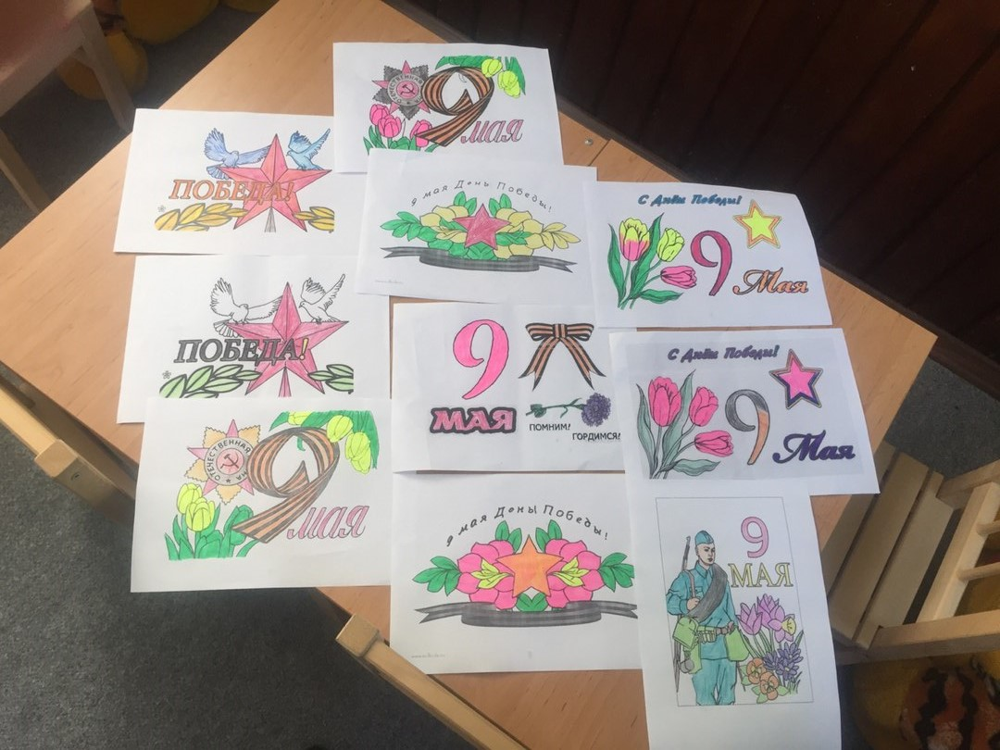 ОТЕЧЕСТВЕННАЯ
9
МАЯ
ПОБЕДА!
9 мая День Победы!
С Днём Победы!
9
Мая
ПОБЕДА!
9
МАЯ
ПОМНИМ!
ГОРДИМСЯ!
С Днём Победы!
9
Мая
ОТЕЧЕСТВЕННАЯ
9
МАЯ
9 мая День Победы!
9
МАЯ